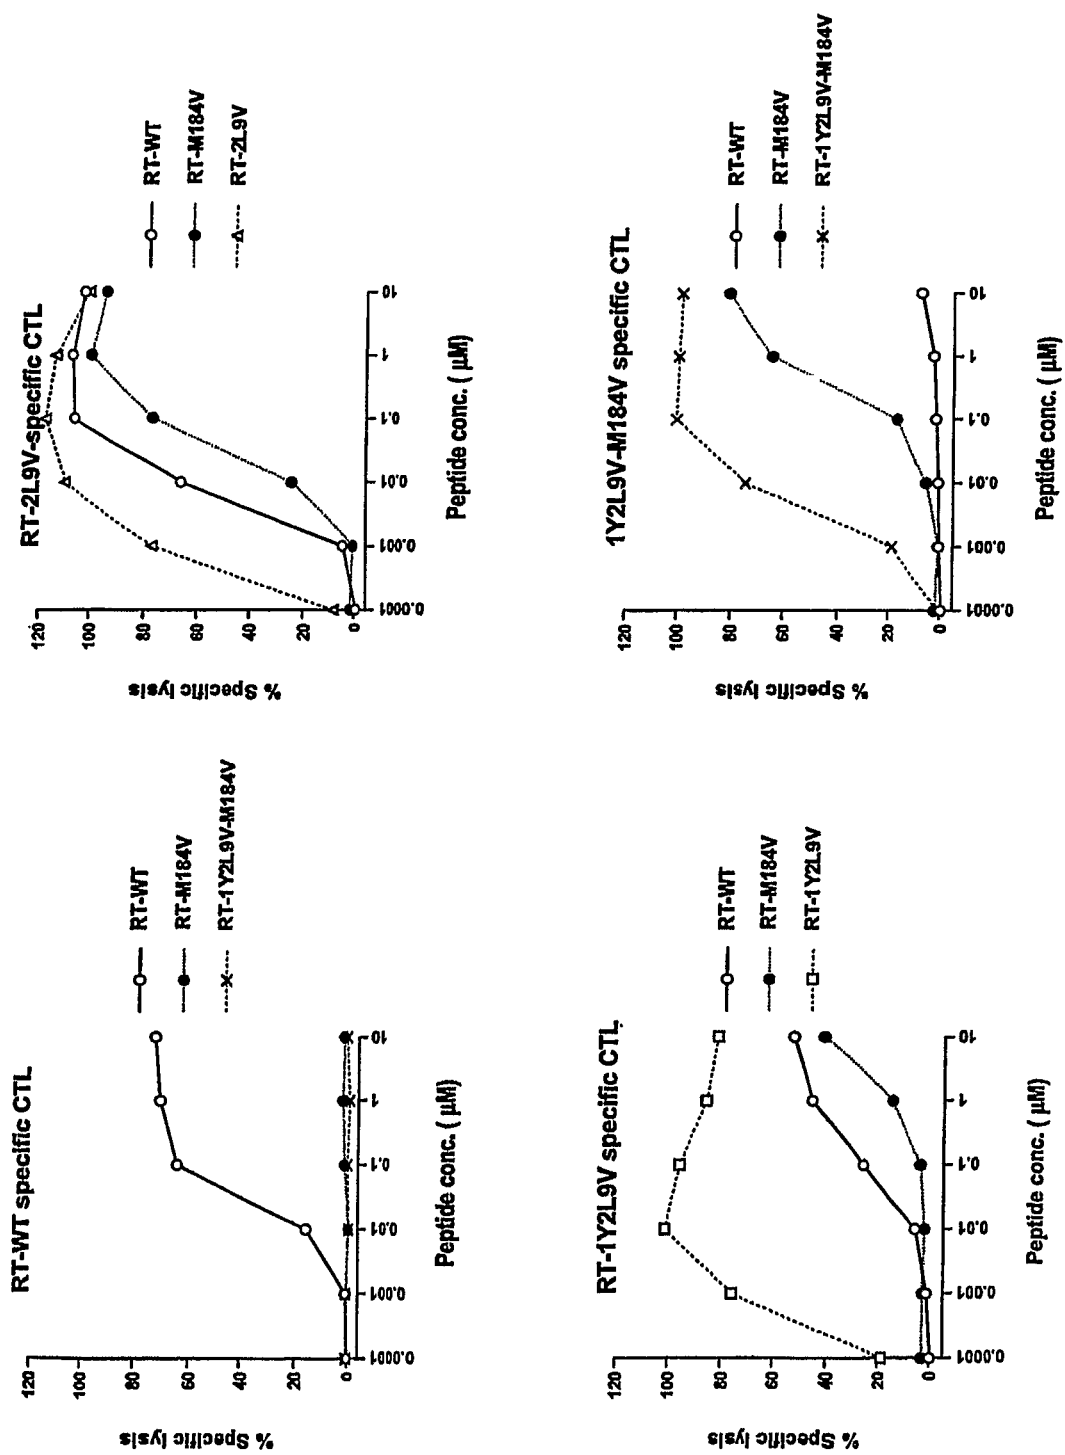 RT-WT specific CTL
% Specific lysis
120
100
80
60
40
20
0
0.0001
0.001
0.01
0.1
1
10
Peptide conc. ( µM)
RT-WT
RT-M184V
RT-1Y2L9V-M184V
RT-2L9V-specific CTL
% Specific lysis
120
100
80
60
40
20
0
0.0001
0.001
0.01
0.1
1
10
Peptide conc. ( µM)
RT-WT
RT-M184V
RT-2L9V
RT-1Y2L9V specific CTL
% Specific lysis
120
100
80
60
40
20
0
0.0001
0.001
0.01
0.1
1
10
Peptide conc. ( µM)
RT-WT
RT-M184V
RT-1Y2L9V
1Y2L9V-M184V specific CTL
% Specific lysis
120
100
80
60
40
20
0
0.0001
0.001
0.01
0.1
1
10
Peptide conc. ( µM)
RT-WT
RT-M184V
RT-1Y2L9V-M184V